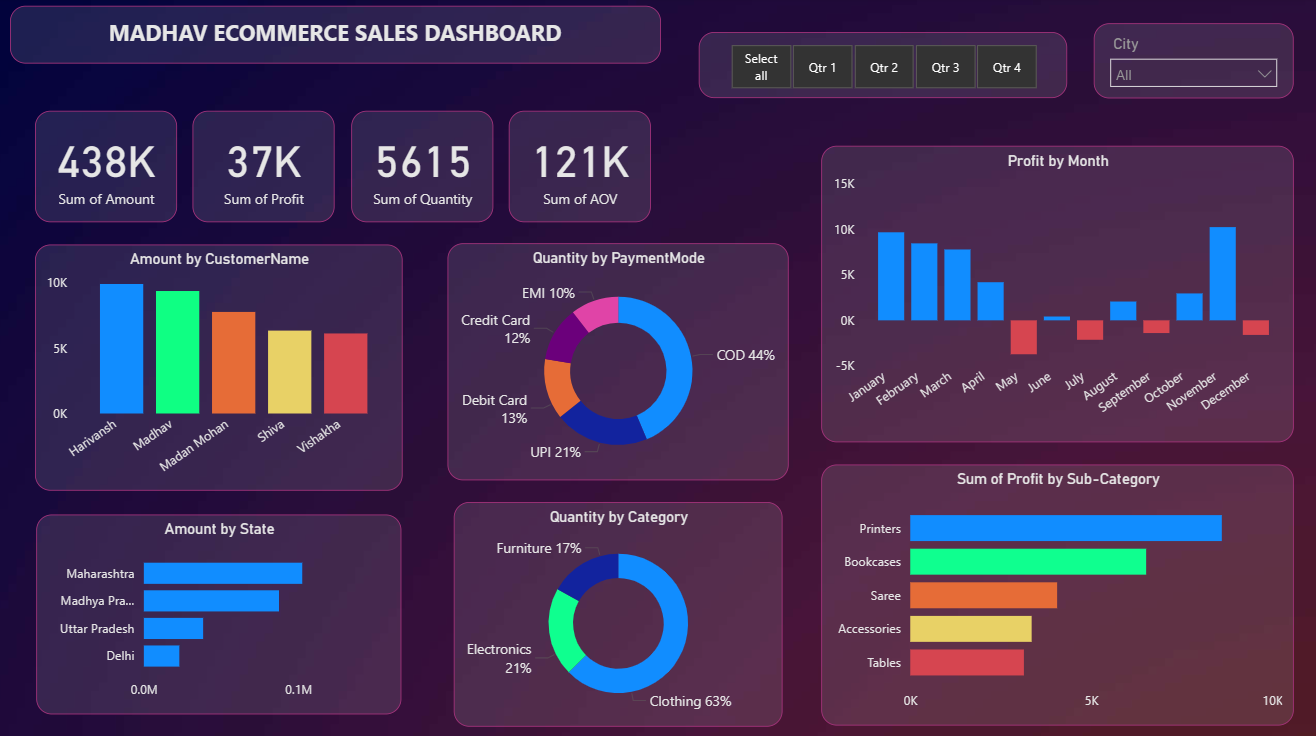 MADHAV ECOMMERCE SALES DASHBOARD
Select
all
Qtr 1
Qtr 2
Qtr 3
Qtr 4
City
All
438K
Sum of Amount
37K
Sum of Profit
5615
Sum of Quantity
121K
Sum of AOV
Amount by CustomerName
10K
5K
0K
Harivansh
Madhav
Madan Mohan
Shiva
Vishakha
Quantity by PaymentMode
EMI 10%
Credit Card
12%
Debit Card
13%
UPI 21%
COD 44%
Profit by Month
15K
10K
5K
0K
-5K
January
February
March
April
May
June
July
August
September
October
November
December
Amount by State
Maharashtra
Madhya Pra...
Uttar Pradesh
Delhi
0.0M
0.1M
Quantity by Category
Furniture 17%
Electronics
21%
Clothing 63%
Sum of Profit by Sub-Category
Printers
Bookcases
Saree
Accessories
Tables
0K
5K
10K